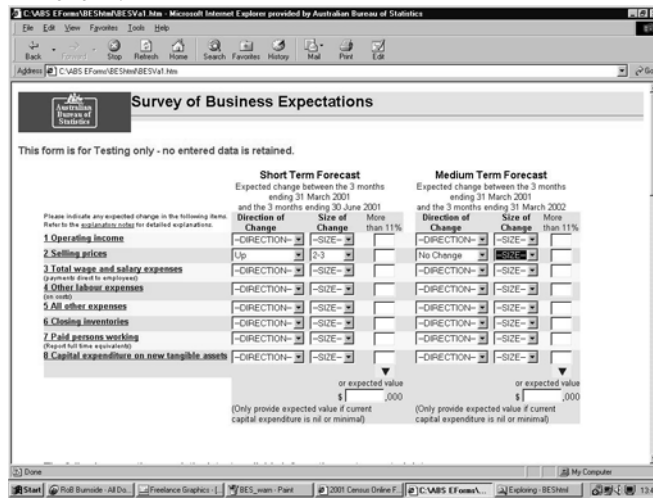 C:\ABS EForms\BEShtml\BESVa1.htm - Microsoft Internet Explorer provided by Australian Bureau of Statistics
File Edit View Favorites Tools Help
Back Forward Stop Refresh Home Search Favorites History Mail Print Edit
Address C:\ABS EForms\BEShtml\BESVa1.htm Go
Australian
Bureau of
Statistics
Survey of Business Expectations
This form is for Testing only - no entered data is retained.
Short Term Forecast Medium Term Forecast
Expected change between the 3 months Expected change between the 3 months
ending 31 ending 31
March 2001 March 2001
and the 3 months ending 30 June 2001 and the 3 months ending 31 March 2002
Please indicate any expected change in the following items. Direction of Size of More Direction of Size of More
Refer to the explanatory notes for detailed explanations. Change Change than 11% Change Change than 11%
1 Operating income --DIRECTION-- --SIZE-- --DIRECTION-- --SIZE--
2 Selling prices Up 2-3 No Change --SIZE--
3 Total wage and salary expenses --DIRECTION-- --SIZE-- --DIRECTION-- --SIZE--
(payments direct to employees)
4 Other labour expenses --DIRECTION-- --SIZE-- --DIRECTION-- --SIZE--
(on costs)
5 All other expenses --DIRECTION-- --SIZE-- --DIRECTION-- --SIZE--
6 Closing inventories --DIRECTION-- --SIZE-- --DIRECTION-- --SIZE--
7 Paid persons working --DIRECTION-- --SIZE-- --DIRECTION-- --SIZE--
(Report full time equivalents)
8 Capital expenditure on new tangible assets --DIRECTION-- --SIZE-- --DIRECTION-- --SIZE--
or expected value or expected value
$ ,000 $ ,000
(Only provide expected value if current (Only provide expected value if current
capital expenditure is nil or minimal) capital expenditure is nil or minimal)
Done My Computer
Start Rob Burnside - All Do... Freelance Graphics - [... BES_warn - Paint 2001 Census Online F... C:\ABS EForms\... Exploring - BEShtml